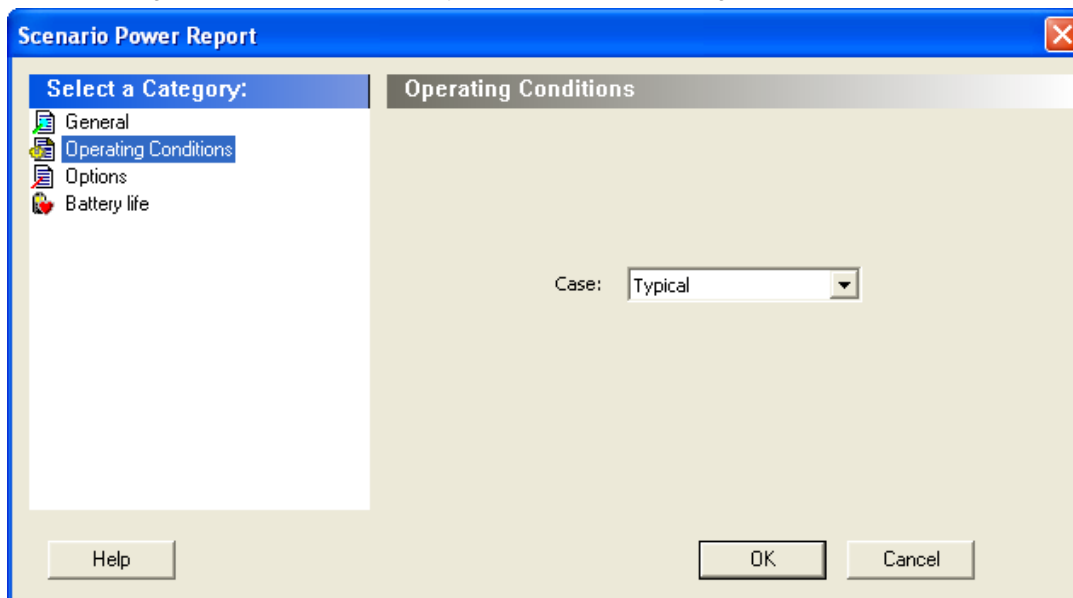 Scenario Power Report
Select a Category:
General
Operating Conditions
Options
Battery life
Operating Conditions
Case: Typical
Help
OK
Cancel